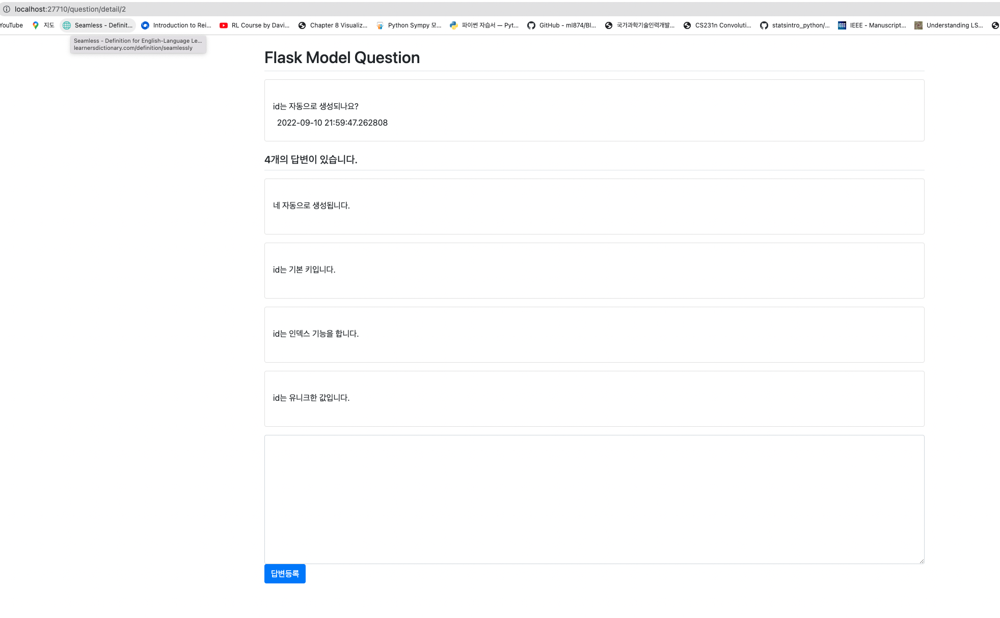 localhost:27710/question/detail/2
YouTube 지도 Seamless - Definit... Introduction to Rei... RL Course by Davi... Chapter 8 Visualiz... Python Sympy 모... 파이썬 자습서 — Pyt... GitHub - ml874/Bl... 국가과학기술인력개발... CS231n Convoluti... statsintro_python/... IEEE IEEE - Manuscript... Understanding LS...
Seamless - Definition for English-Language Le...
learnersdictionary.com/definition/seamlessly
Flask Model Question
id는 자동으로 생성되나요?
2022-09-10 21:59:47.262808
4개의 답변이 있습니다.
네 자동으로 생성됩니다.
id는 기본 키입니다.
id는 인덱스 기능을 합니다.
id는 유니크한 값입니다.
답변등록